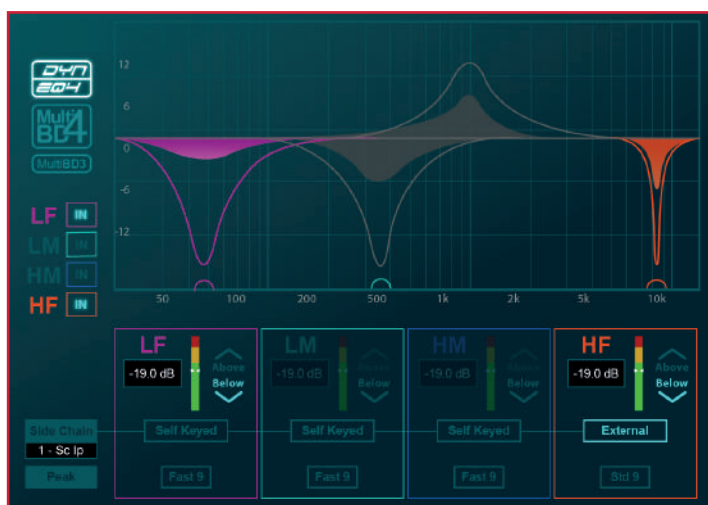 DYN
EQ4
Multi
BD4
MultiBD3
LF IN
LM IN
HM IN
HF IN
12
6
0
-6
-12
50 100 200 500 1k 2k 5k 10k
LF LM HM HF
-19.0 dB Above Below
-19.0 dB Above Below
-19.0 dB Above Below
-19.0 dB Above Below
Side Chain Self Keyed Self Keyed Self Keyed External
1 - Sc Ip
Peak Fast 9 Fast 9 Fast 9 Std 9